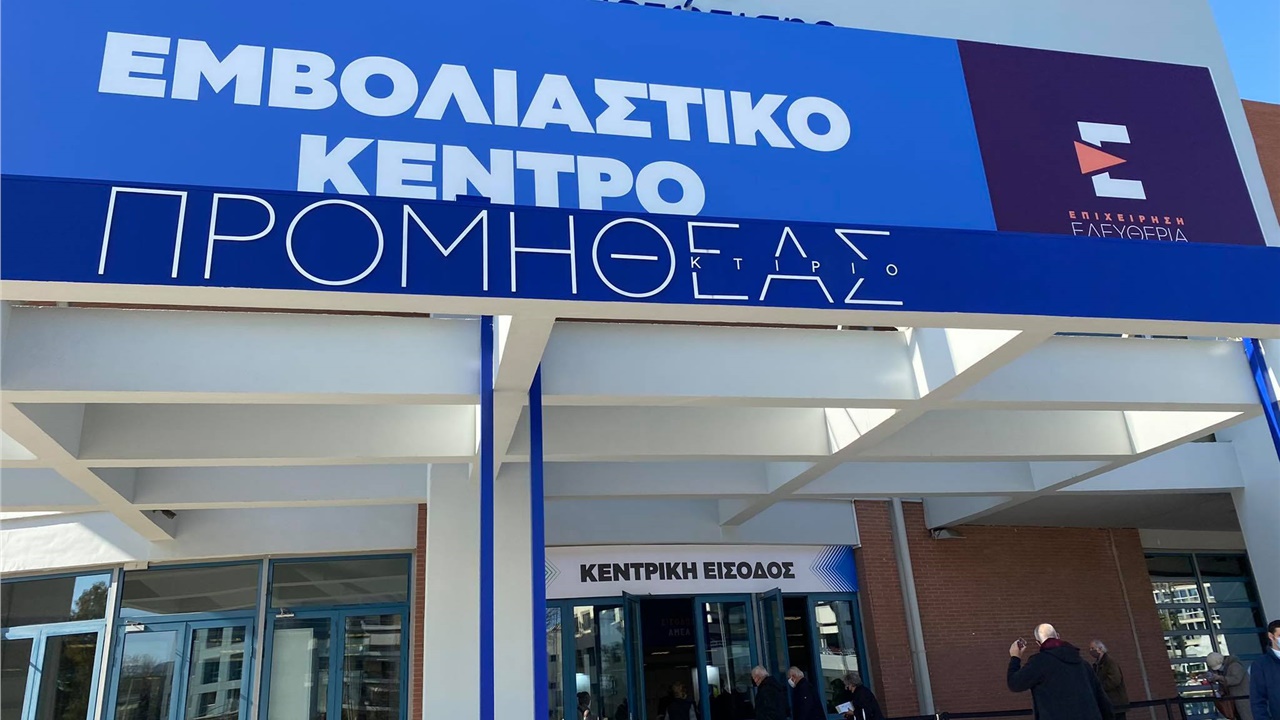 ΕΜΒΟΛΙΑΣΤΙΚΟ
ΚΕΝΤΡΟ
ΕΠΙΧΕΙΡΗΣΗ
ΕΛΕΥΘΕΡΙΑ
ΠΡΟΜΗΘΕΑΣ
ΚΤΙΡΙΟ
ΚΕΝΤΡΙΚΗ ΕΙΣΟΔΟΣ